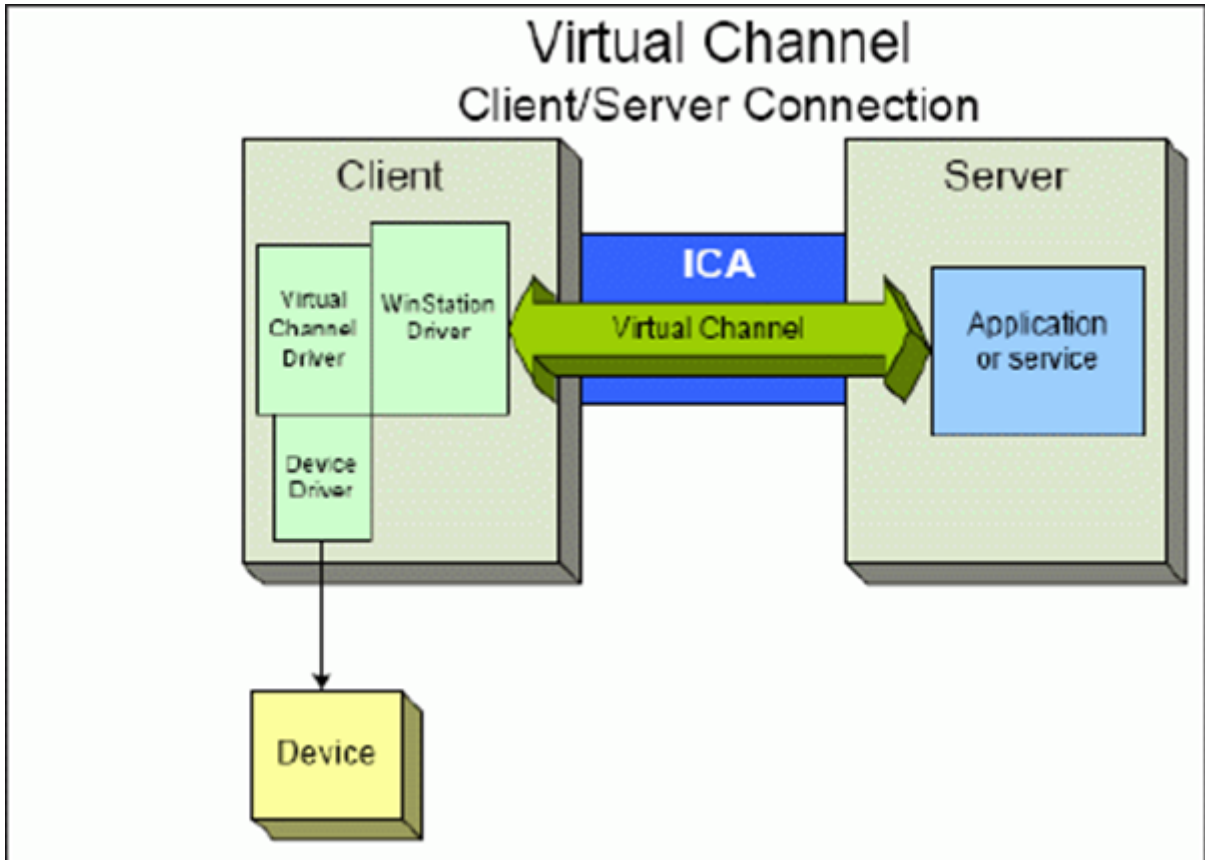 Virtual Channel
Client/Server Connection
Client
Server
ICA
Virtual
Channel
Driver
WinStation
Driver
Virtual Channel
Application
or service
Device
Driver
Device